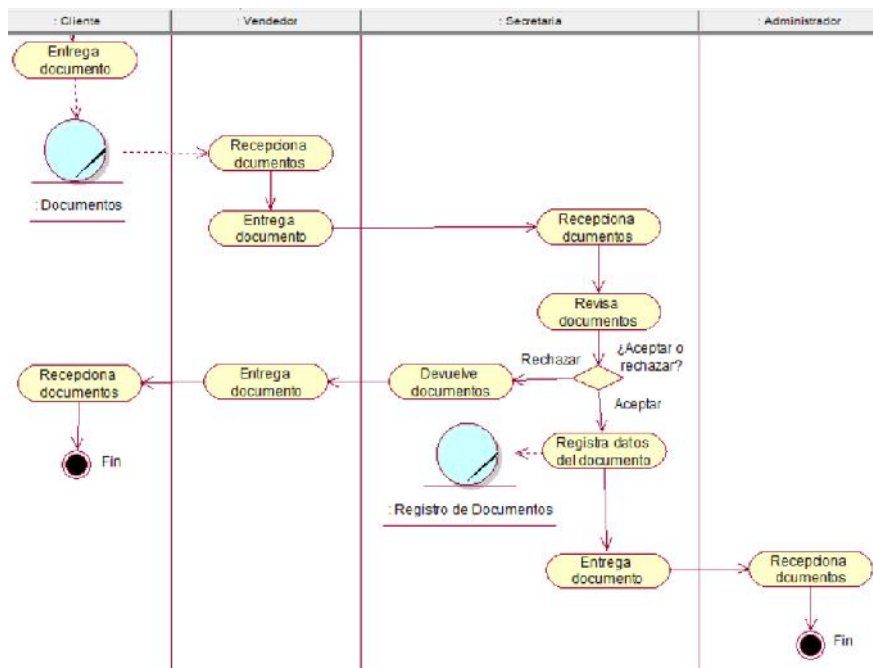 : Cliente
: Vendedor
: Secretaria
: Administrador
Entrega
documento
: Documentos
Recepciona
dcumentos
Entrega
documento
Recepciona
dcumentos
Revisa
documentos
¿Aceptar o
rechazar?
Rechazar
Devuelve
documentos
Entrega
documento
Recepciona
documentos
Fin
Aceptar
Registra datos
del documento
: Registro de Documentos
Entrega
documento
Recepciona
dcumentos
Fin